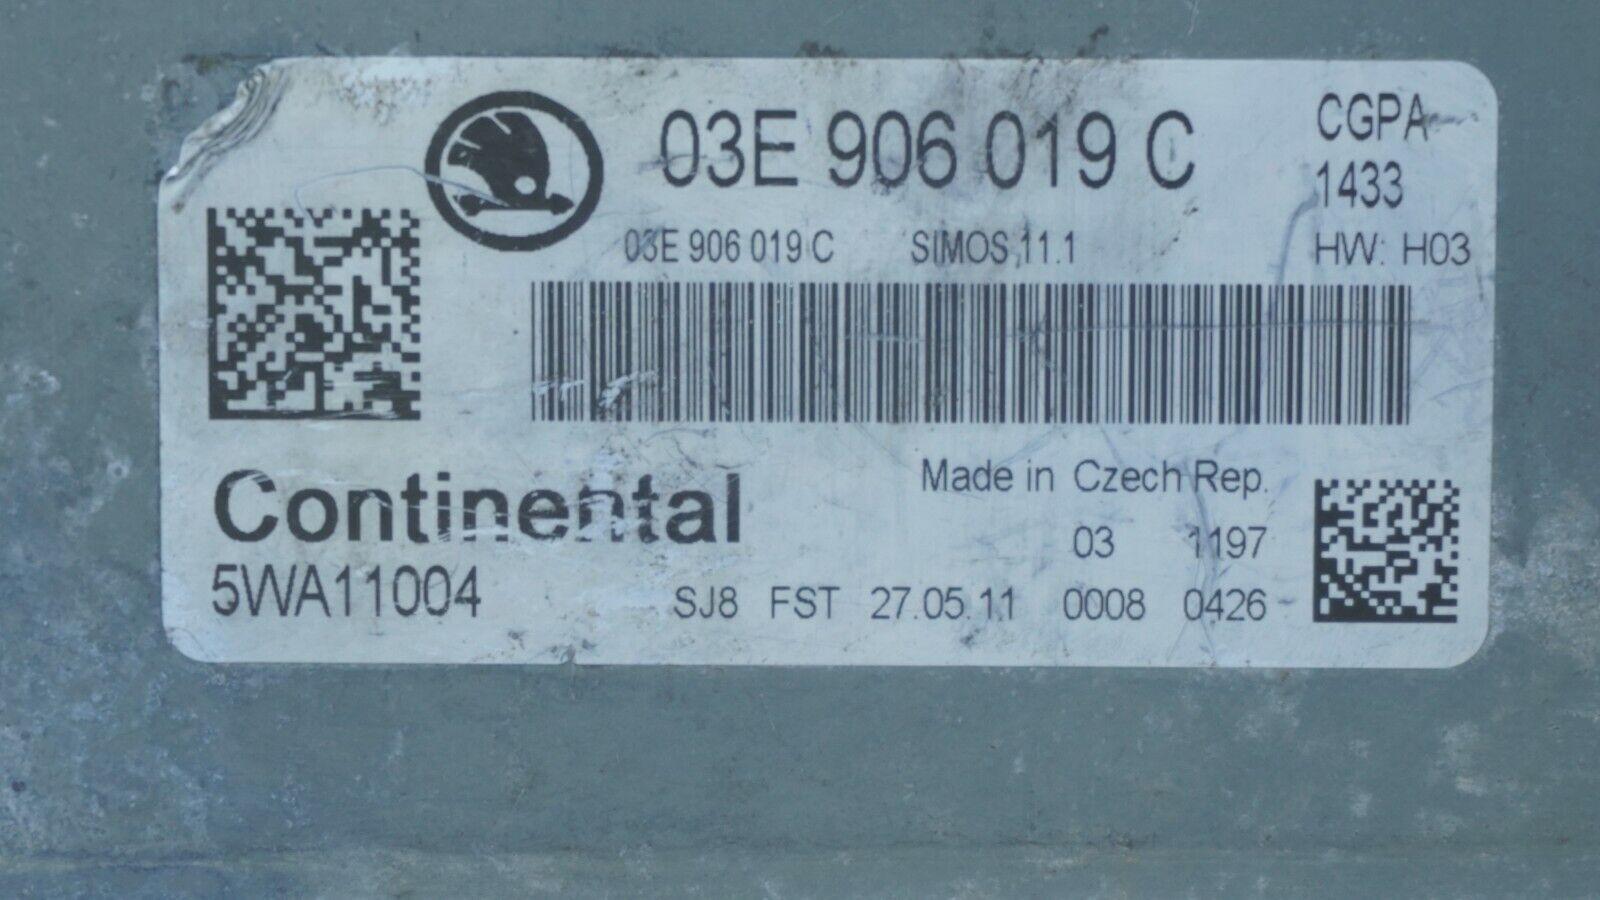 03E 906 019 C
CGPA
1433
03E 906 019 C SIMOS 11.1
HW: H03
Continental
5WA11004
Made in Czech Rep.
03 1197
SJ8 FST 27.05.11 0008 0426